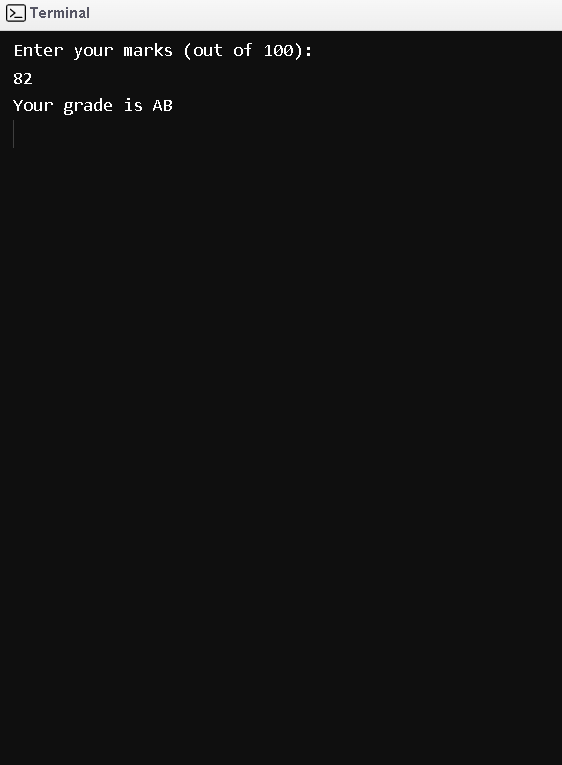 Terminal
Enter your marks (out of 100):
82
Your grade is AB